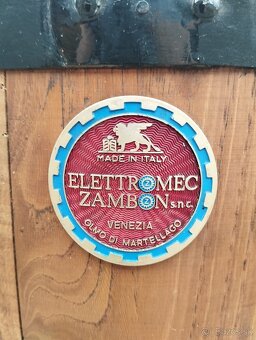 MADE IN ITALY
ELETTROMEC
ZAMBON s.n.c.
VENEZIA
OLMO DI MARTELLAGO